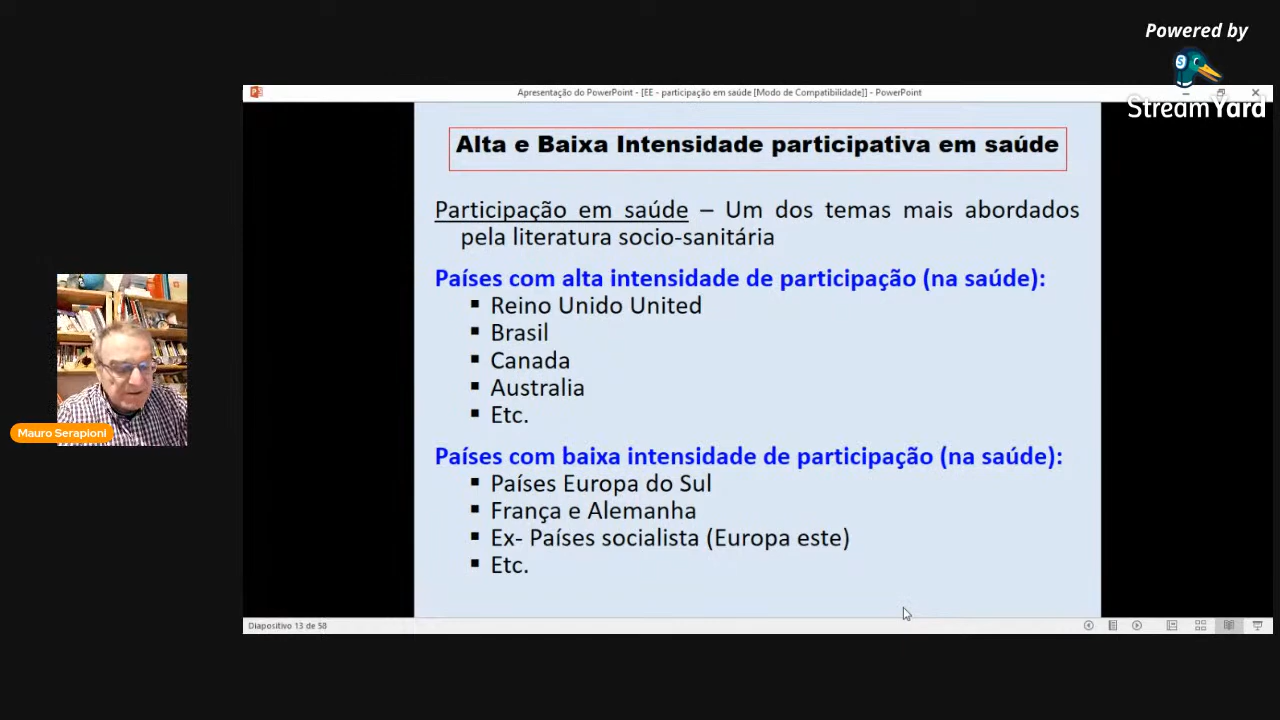 Powered by
StreamYard
Apresentação do PowerPoint - [EE - participação em saúde [Modo de Compatibilidade]] - PowerPoint
Alta e Baixa Intensidade participativa em saúde
Participação em saúde – Um dos temas mais abordados
pela literatura socio-sanitária
Países com alta intensidade de participação (na saúde):
▪ Reino Unido United
▪ Brasil
▪ Canada
▪ Australia
▪ Etc.
Países com baixa intensidade de participação (na saúde):
▪ Países Europa do Sul
▪ França e Alemanha
▪ Ex- Países socialista (Europa este)
▪ Etc.
Mauro Serapioni
Diapositivo 13 de 58